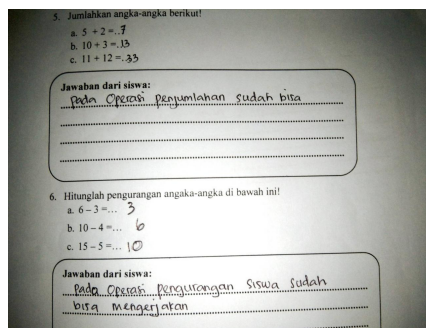 5. Jumlahkan angka-angka berikut!
a. 5 + 2 =..7
b. 10 + 3 =.13
c. 11 + 12 =.33
Jawaban dari siswa:
Pada Operasi penjumlahan sudah bisa
6. Hitunglah pengurangan angaka-angka di bawah ini!
a. 6 – 3 =... 3
b. 10 – 4 =... 6
c. 15 – 5 =... 10
Jawaban dari siswa:
Pada Operasi pengurangan Siswa sudah
bisa mengerjakan